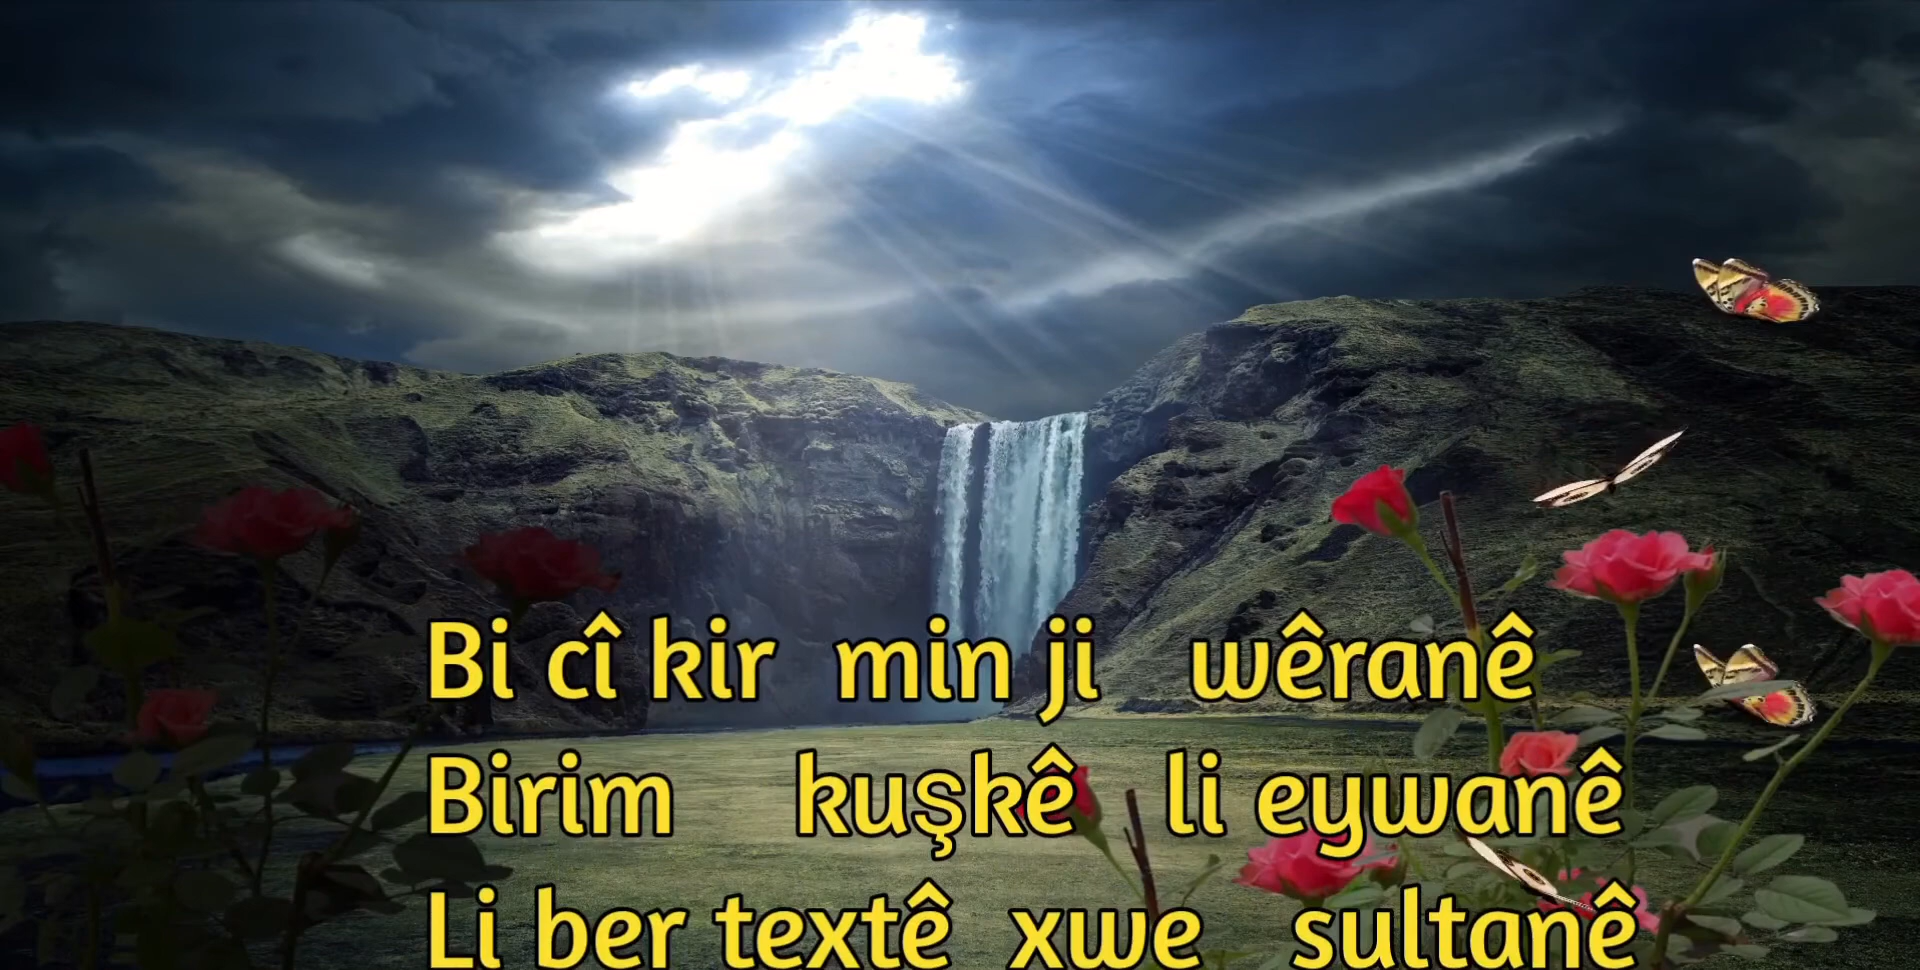 Bi cî kir min ji wêranê
Birim kuşkê li eywanê
Li ber textê xwe sultanê